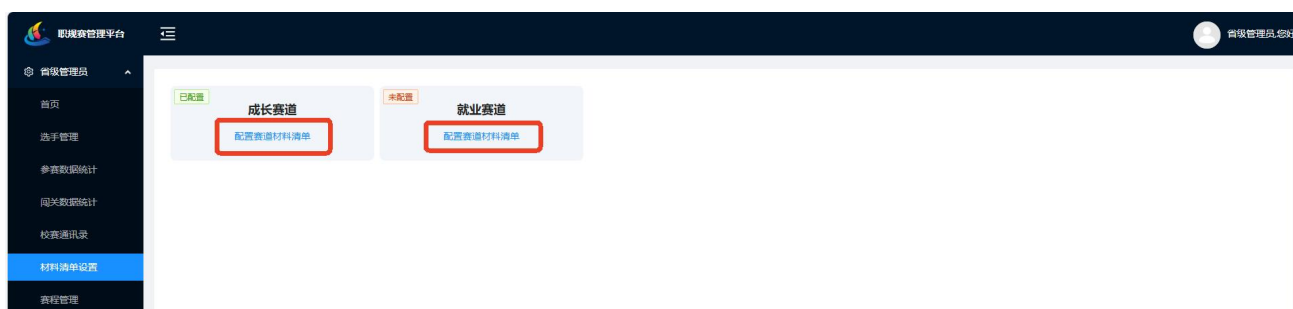 职规赛管理平台
省级管理员,您好
省级管理员
首页
选手管理
参赛数据统计
闯关数据统计
校赛通讯录
材料清单设置
赛程管理
已配置
成长赛道
配置赛道材料清单
未配置
就业赛道
配置赛道材料清单